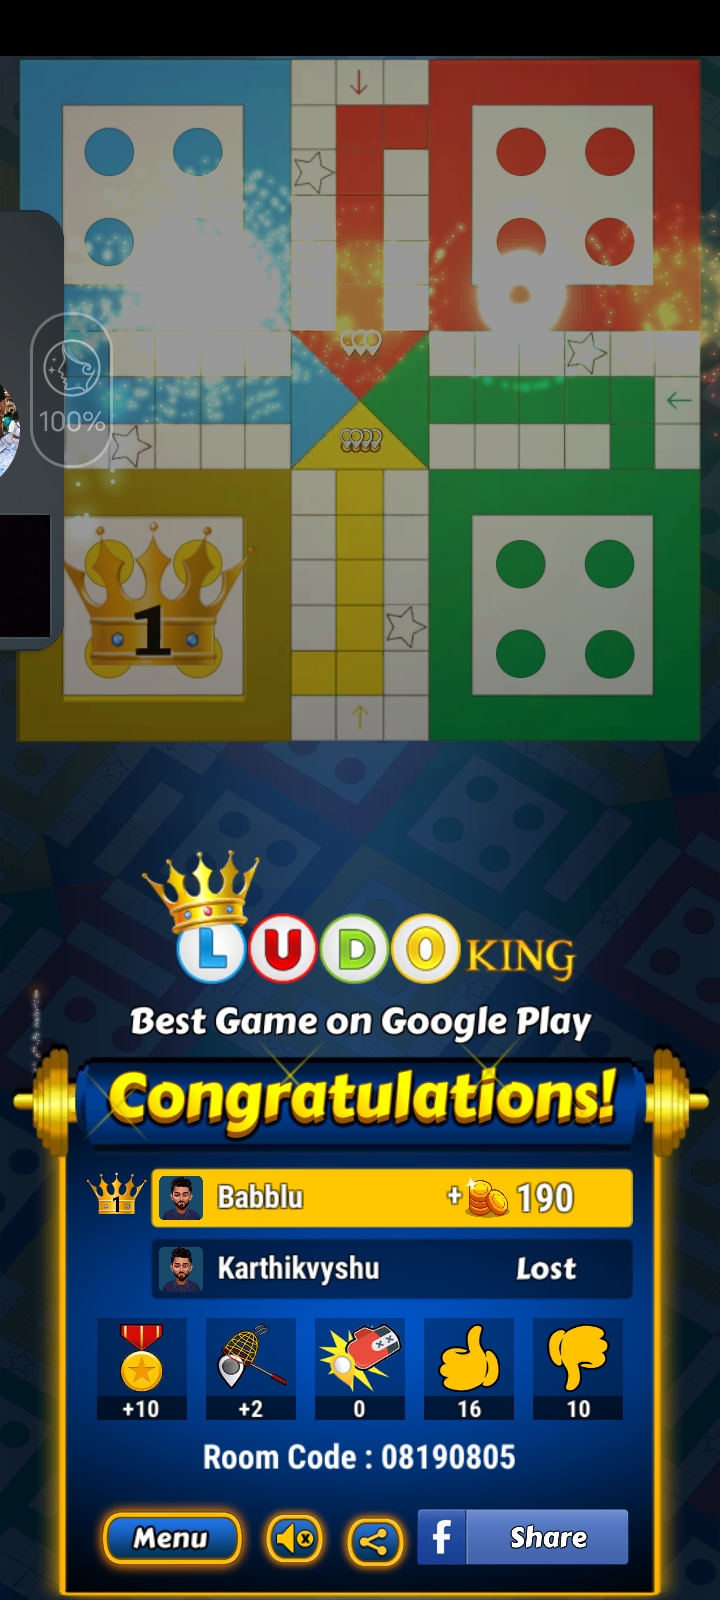 100%
1
LUDO KING
Best Game on Google Play
Congratulations!
1 Babblu + 190
Karthikvyshu Lost
+10 +2 0 16 10
Room Code : 08190805
Menu f Share